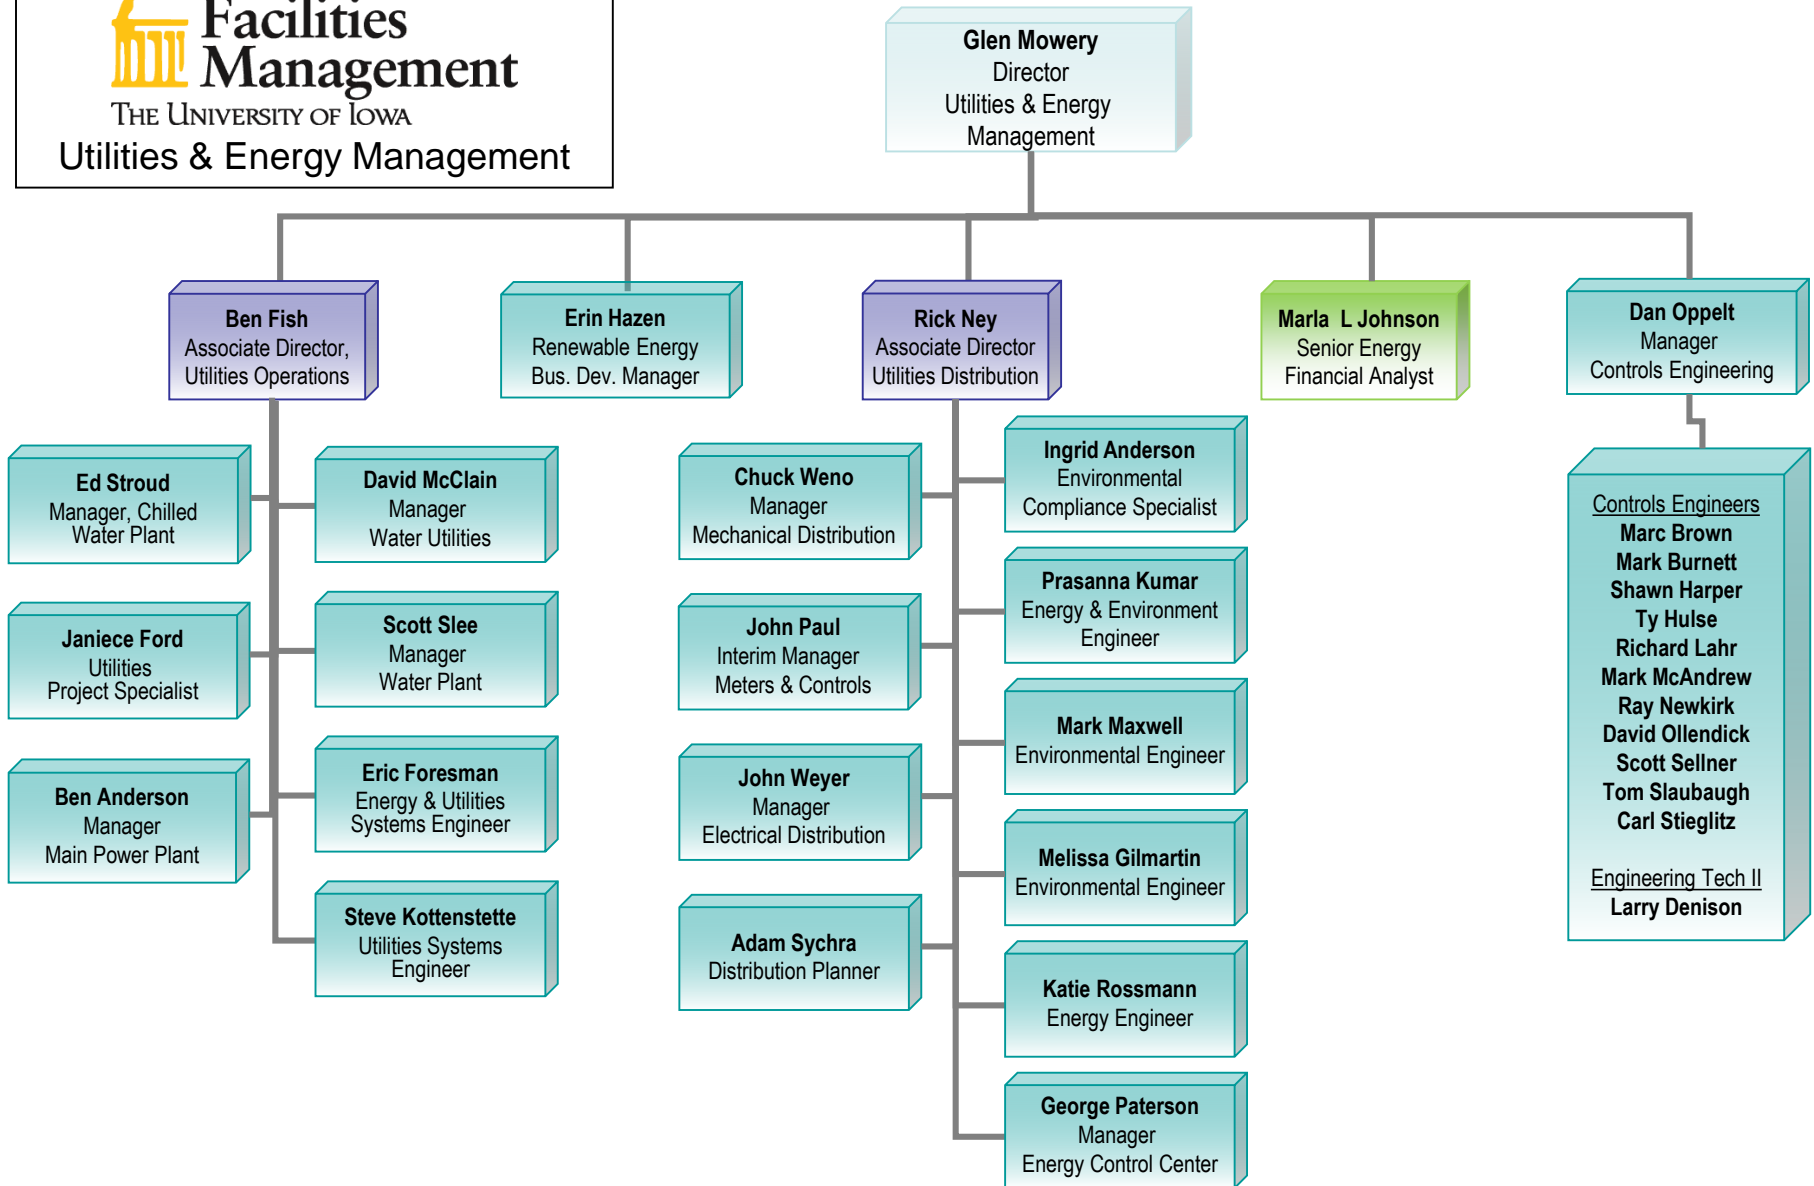 Facilities
Management
THE UNIVERSITY OF IOWA
Utilities & Energy Management
Glen Mowery
Director
Utilities & Energy
Management
Ben Fish
Associate Director,
Utilities Operations
Erin Hazen
Renewable Energy
Bus. Dev. Manager
Rick Ney
Associate Director
Utilities Distribution
Marla L Johnson
Senior Energy
Financial Analyst
Dan Oppelt
Manager
Controls Engineering
Ed Stroud
Manager, Chilled
Water Plant
David McClain
Manager
Water Utilities
Janiece Ford
Utilities
Project Specialist
Scott Slee
Manager
Water Plant
Ben Anderson
Manager
Main Power Plant
Eric Foresman
Energy & Utilities
Systems Engineer
Steve Kottenstette
Utilities Systems
Engineer
Chuck Weno
Manager
Mechanical Distribution
Ingrid Anderson
Environmental
Compliance Specialist
John Paul
Interim Manager
Meters & Controls
Prasanna Kumar
Energy & Environment
Engineer
John Weyer
Manager
Electrical Distribution
Mark Maxwell
Environmental Engineer
Adam Sychra
Distribution Planner
Melissa Gilmartin
Environmental Engineer
Katie Rossmann
Energy Engineer
George Paterson
Manager
Energy Control Center
Controls Engineers
Marc Brown
Mark Burnett
Shawn Harper
Ty Hulse
Richard Lahr
Mark McAndrew
Ray Newkirk
David Ollendick
Scott Sellner
Tom Slaubaugh
Carl Stieglitz
Engineering Tech II
Larry Denison